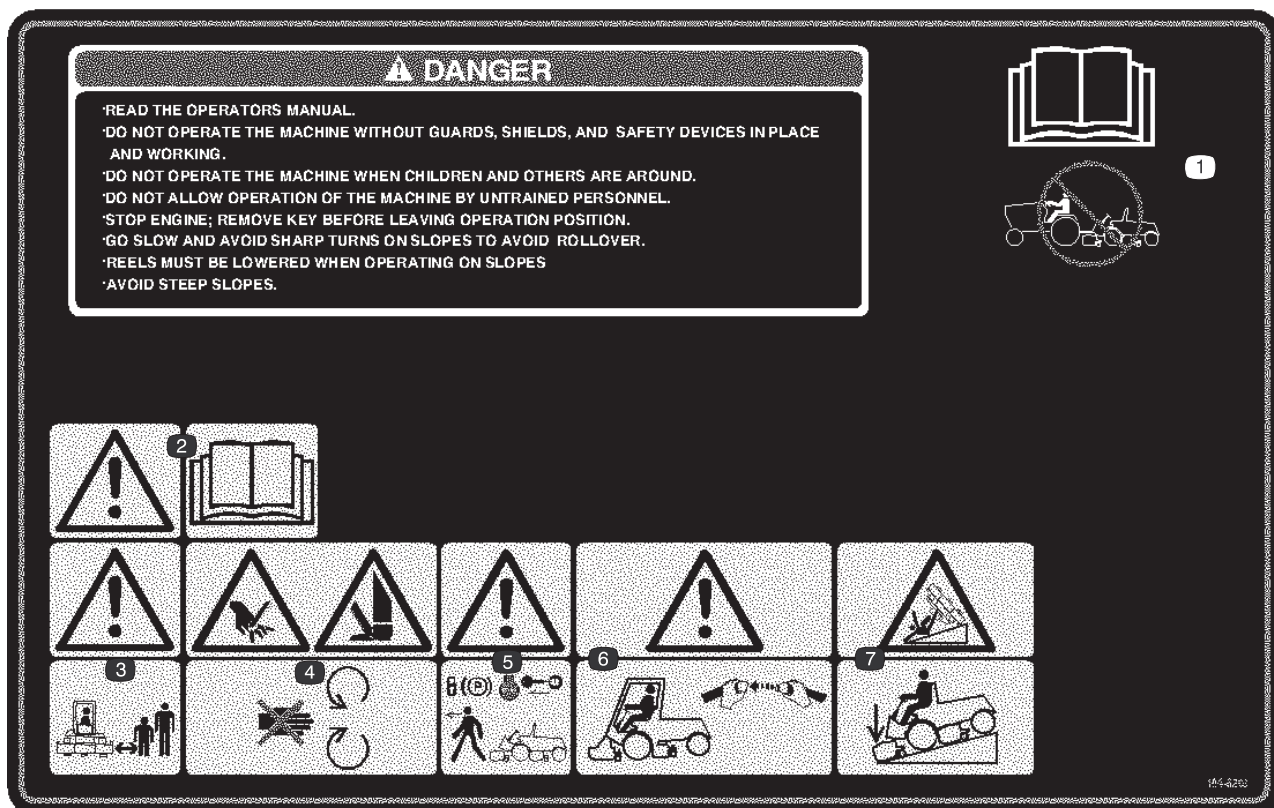 DANGER
·READ THE OPERATORS MANUAL.
·DO NOT OPERATE THE MACHINE WITHOUT GUARDS, SHIELDS, AND SAFETY DEVICES IN PLACE
AND WORKING.
·DO NOT OPERATE THE MACHINE WHEN CHILDREN AND OTHERS ARE AROUND.
·DO NOT ALLOW OPERATION OF THE MACHINE BY UNTRAINED PERSONNEL.
·STOP ENGINE; REMOVE KEY BEFORE LEAVING OPERATION POSITION.
·GO SLOW AND AVOID SHARP TURNS ON SLOPES TO AVOID ROLLOVER.
·REELS MUST BE LOWERED WHEN OPERATING ON SLOPES
·AVOID STEEP SLOPES.
1
2
3
4
5
6
7
(P)